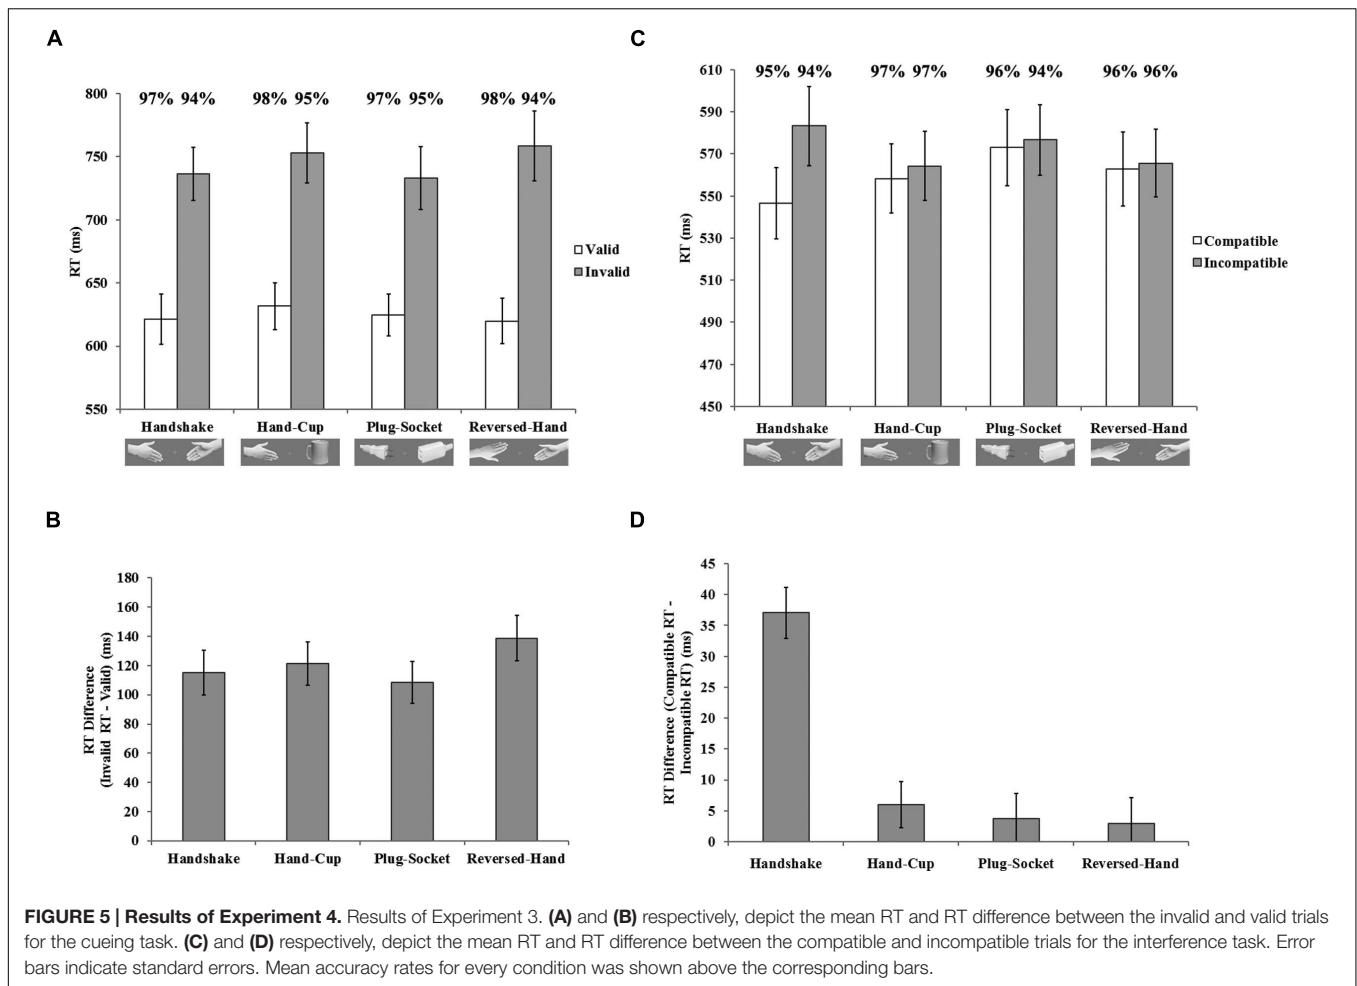 A
800
750
700
650
600
550
RT (ms)
97% 94% 98% 95% 97% 95% 98% 94%
Valid
Invalid
Handshake Hand-Cup Plug-Socket Reversed-Hand
C
610
590
570
550
530
510
490
470
450
RT (ms)
95% 94% 97% 97% 96% 94% 96% 96%
Compatible
Incompatible
Handshake Hand-Cup Plug-Socket Reversed-Hand
B
180
160
140
120
100
80
60
40
20
0
RT Difference
(Invalid RT - Valid) (ms)
Handshake Hand-Cup Plug-Socket Reversed-Hand
D
45
40
35
30
25
20
15
10
5
0
RT Difference (Compatible RT -
Incompatible RT) (ms)
Handshake Hand-Cup Plug-Socket Reversed-Hand
FIGURE 5 | Results of Experiment 4. Results of Experiment 3. (A) and (B) respectively, depict the mean RT and RT difference between the invalid and valid trials
for the cueing task. (C) and (D) respectively, depict the mean RT and RT difference between the compatible and incompatible trials for the interference task. Error
bars indicate standard errors. Mean accuracy rates for every condition was shown above the corresponding bars.